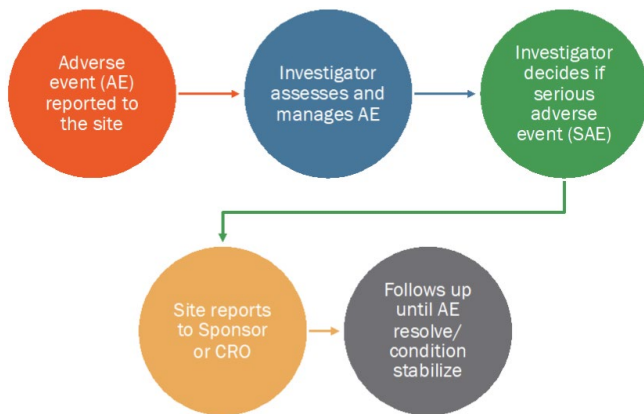 Adverse
event (AE)
reported to
the site
Investigator
assesses and
manages AE
Investigator
decides if
serious
adverse
event (SAE)
Site reports
to Sponsor
or CRO
Follows up
until AE
resolve/
condition
stabilize